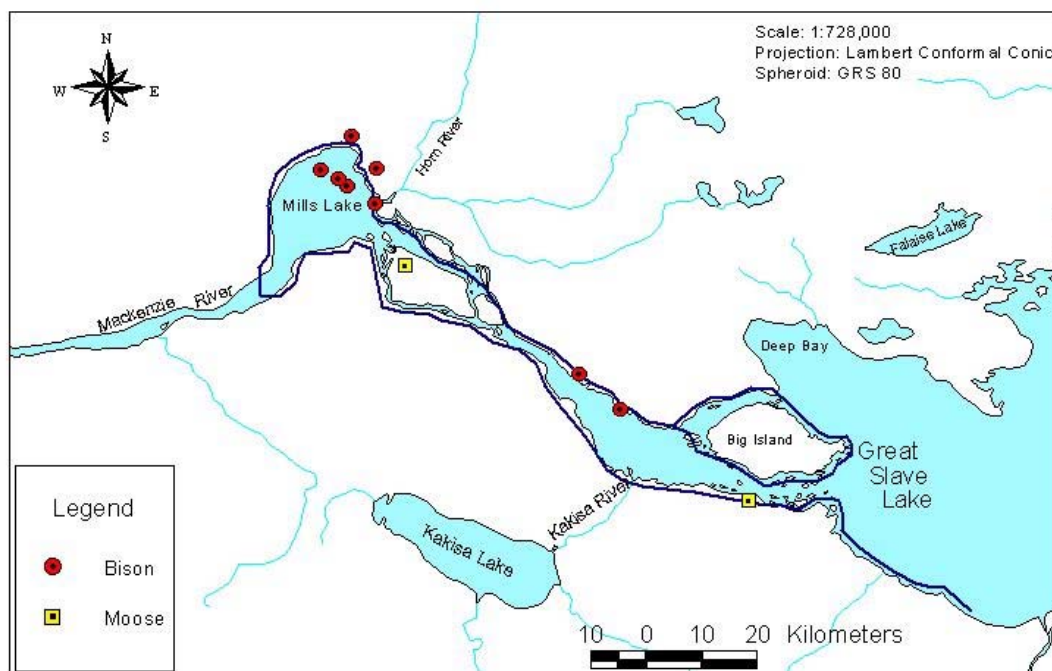 Scale: 1:728,000
Projection: Lambert Conformal Conic
Spheroid: GRS 80
N
W E
S
Horn River
Mills Lake
Falaise Lake
Mackenzie River
Deep Bay
Big Island
Great
Slave
Lake
Kakisa River
Kakisa Lake
Legend
Bison
Moose
10 0 10 20 Kilometers